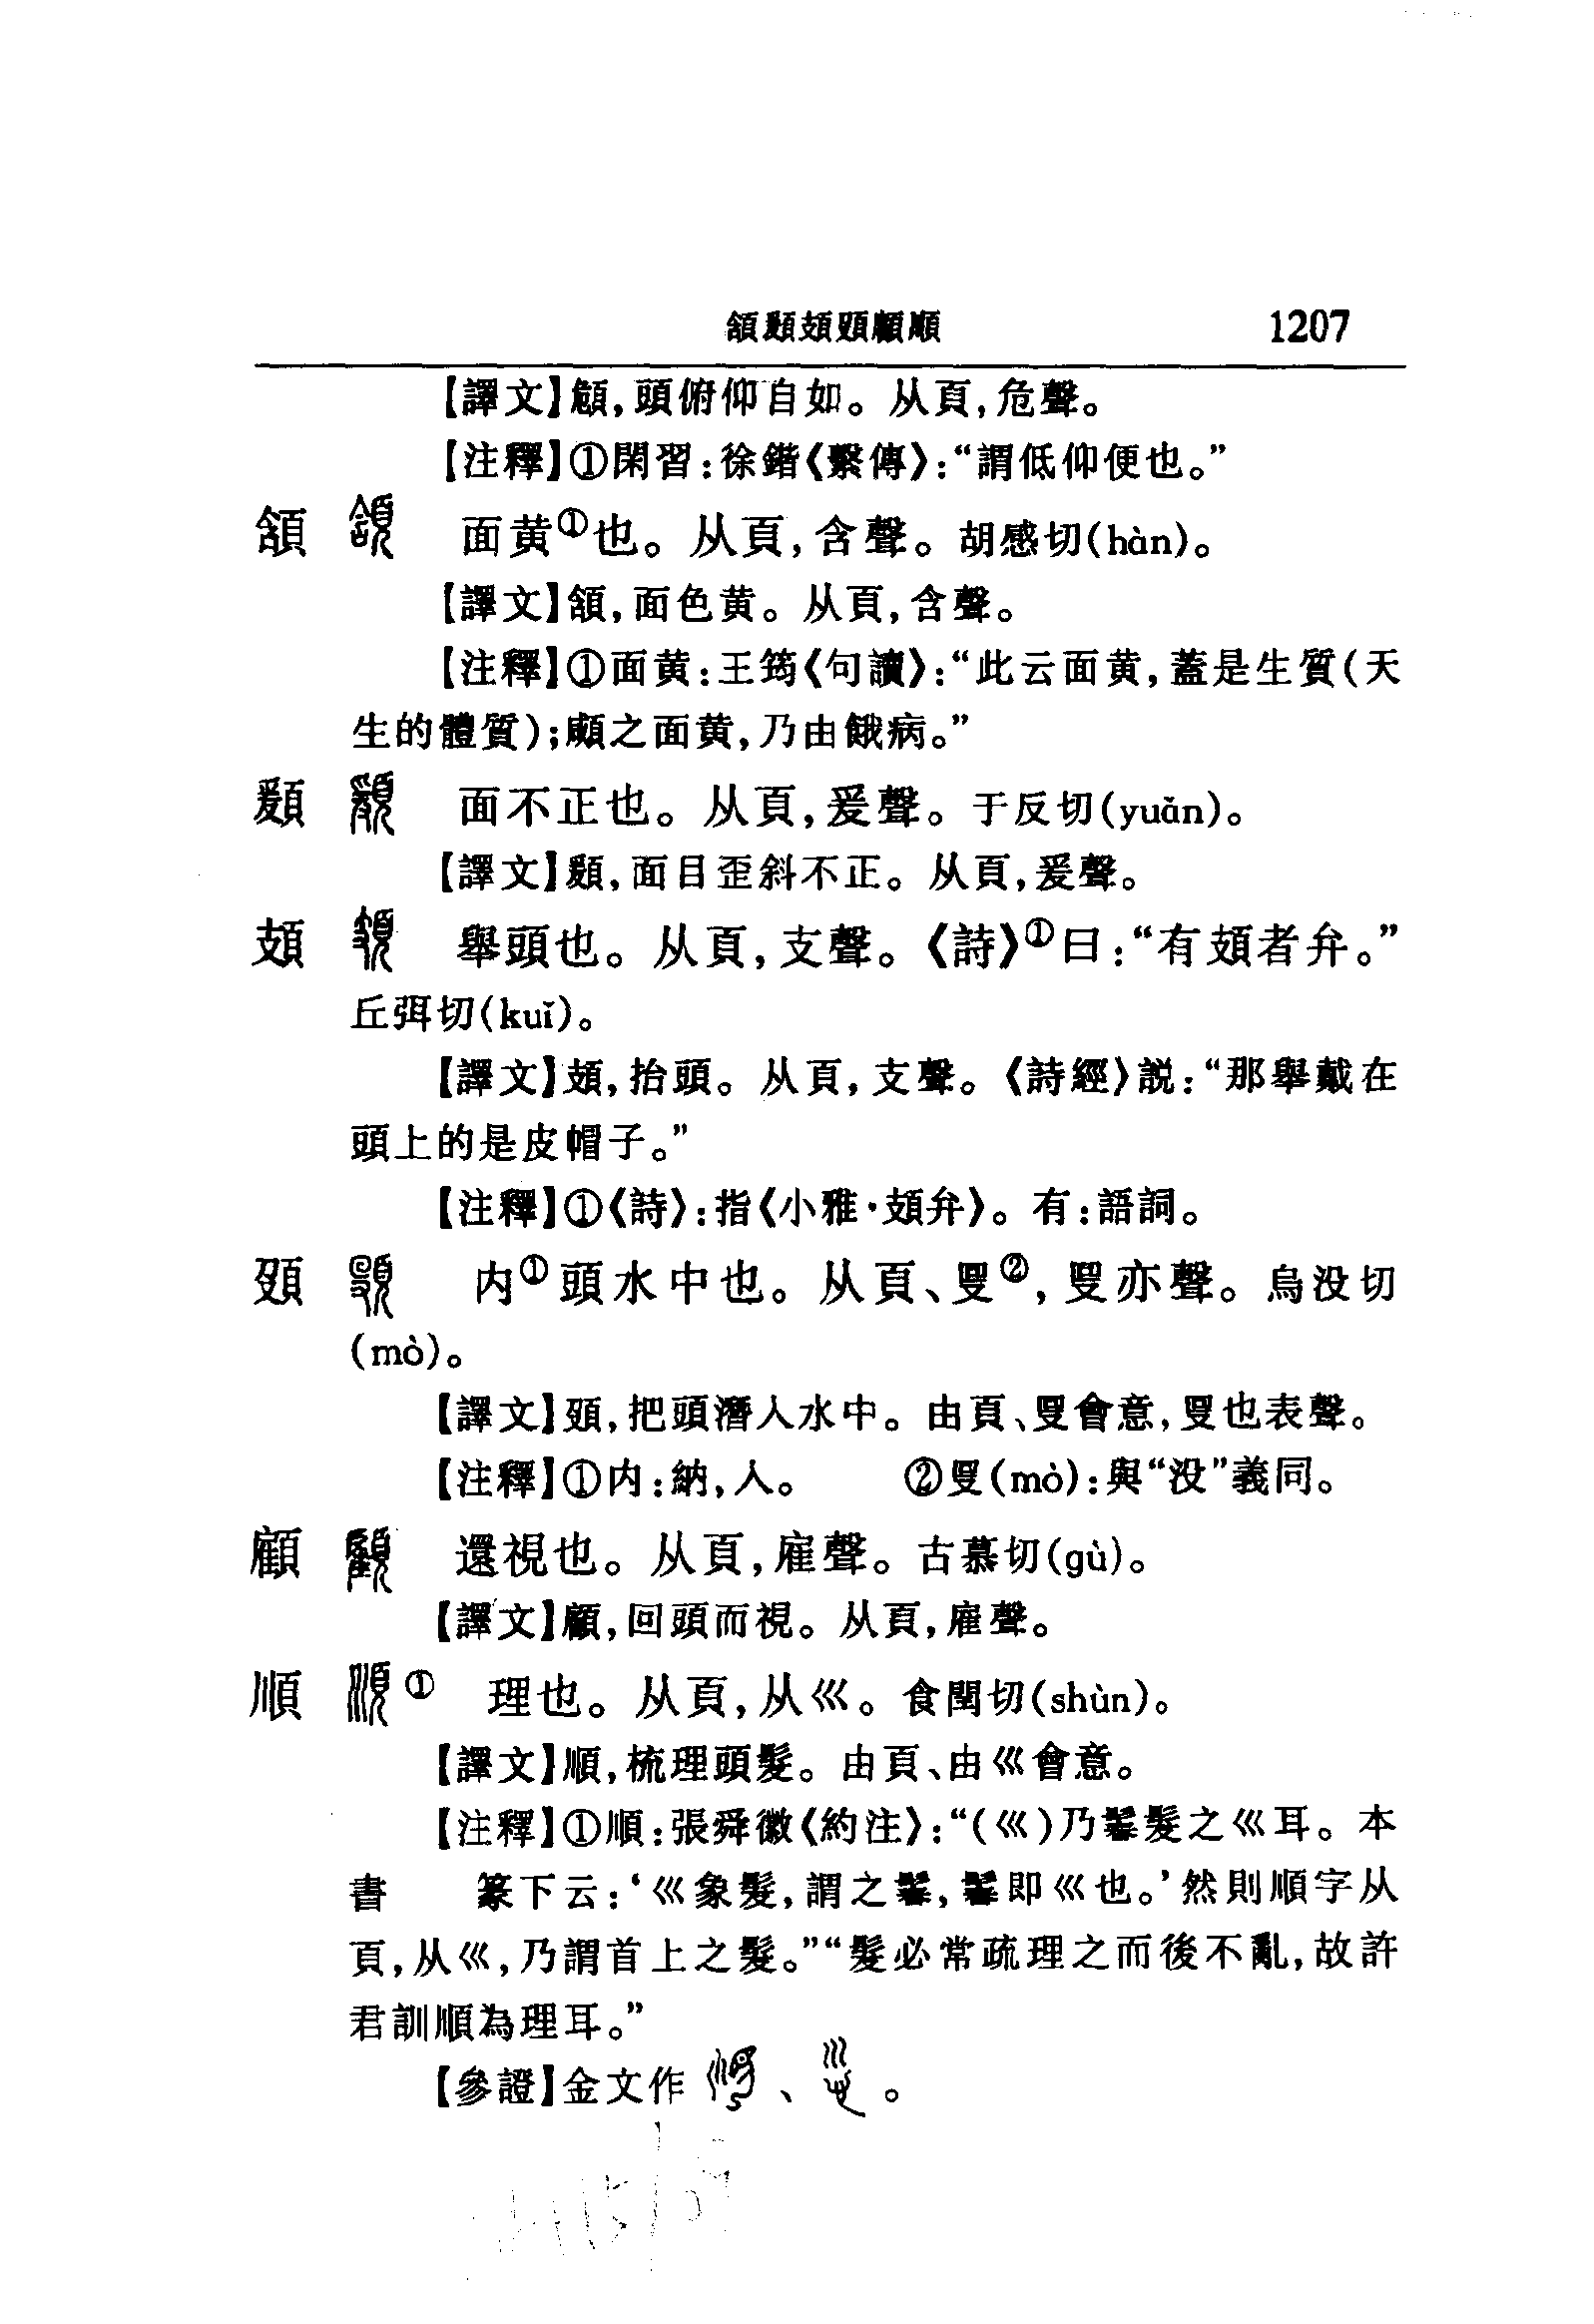 頷䫟頍頞顧順 1207
【譯文】頠,頭俯仰自如。从頁,危聲。
【注釋】①閑習:徐鍇《繫傳》:“謂低仰便也。”
頷 面黄①也。从頁,含聲。胡感切(hàn)。
【譯文】頷,面色黄。从頁,含聲。
【注釋】①面黄:王筠《句讀》:“此云面黄,蓋是生質(天
生的體質);顑之面黄,乃由餓病。”
面不正也。从頁,爰聲。于反切(yuǎn)。
【譯文】,面目歪斜不正。从頁,爰聲。
頍 舉頭也。从頁,支聲。《詩》①曰:“有頍者弁。”
丘弭切(kuǐ)。
【譯文】頍,抬頭。从頁,支聲。《詩經》説:“那舉戴在
頭上的是皮帽子。”
【注釋】①《詩》:指《小雅·頍弁》。有:語詞。
内①頭水中也。从頁、𠬸②,𠬸亦聲。烏没切
(mò)。
【譯文】,把頭潛入水中。由頁、𠬸會意,𠬸也表聲。
【注釋】①内:納,入。 ②𠬸(mò):與“没”義同。
顧 還視也。从頁,雇聲。古慕切(gù)。
【譯文】顧,回頭而視。从頁,雇聲。
順 ① 理也。从頁,从巛。食閏切(shùn)。
【譯文】順,梳理頭髮。由頁、由巛會意。
【注釋】①順:張舜徽《約注》:“(巛)乃鬊髮之巛耳。本
書 篆下云:‘巛象髮,謂之鬊,鬊即巛也。’然則順字从
頁,从巛,乃謂首上之髮。”“髮必常疏理之而後不亂,故許
君訓順為理耳。”
【參證】金文作 、 。